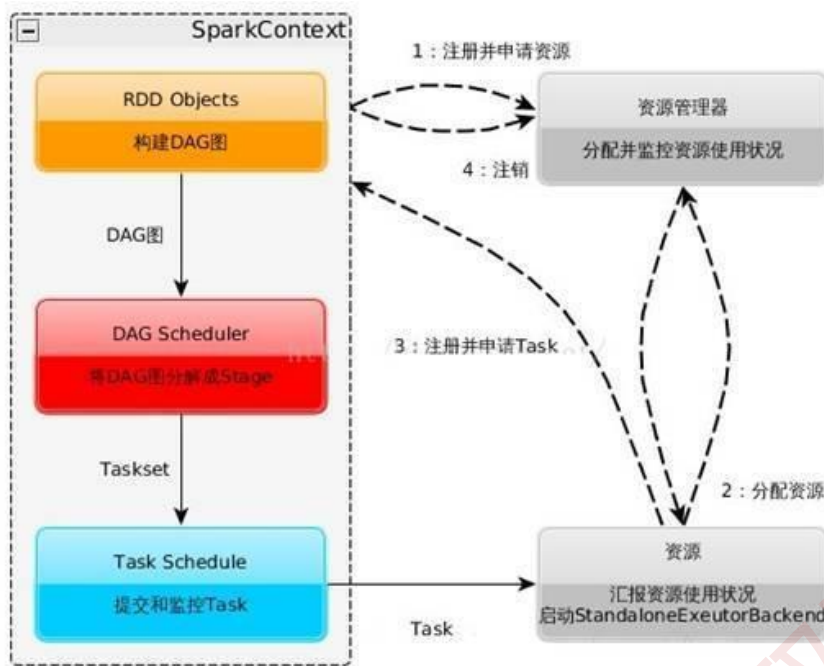 SparkContext
1：注册并申请资源
RDD Objects
构建DAG图
资源管理器
分配并监控资源使用状况
4：注销
DAG图
DAG Scheduler
将DAG图分解成Stage
3：注册并申请Task
Taskset
2：分配资源
Task Schedule
提交和监控Task
资源
汇报资源使用状况
启动StandaloneExeutorBackend
Task